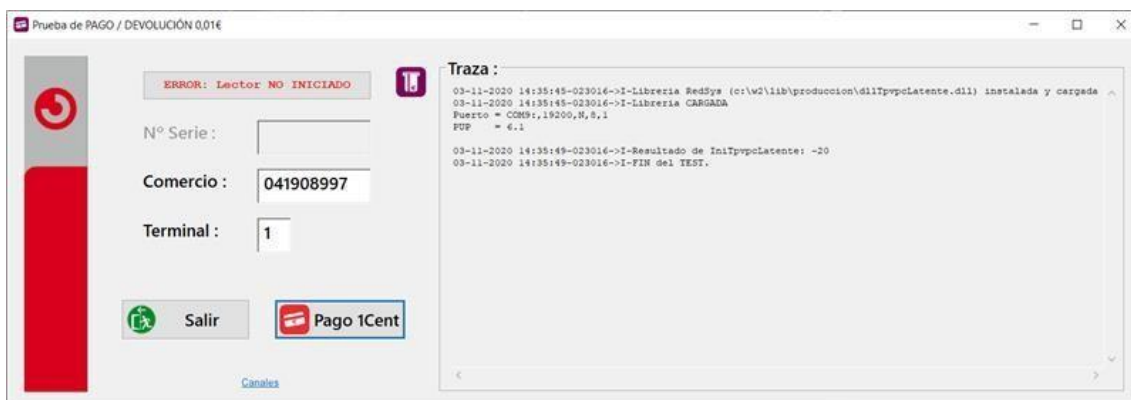 Prueba de PAGO / DEVOLUCIÓN 0,01€
ERROR: Lector NO INICIADO
Nº Serie :
Comercio :
041908997
Terminal :
1
Salir
Pago 1Cent
Canales
Traza :
03-11-2020 14:35:45-023016->I-Libreria RedSys (c:\w2\lib\produccion\dllTpvpcLatente.dll) instalada y cargada
03-11-2020 14:35:45-023016->I-Libreria CARGADA
Puerto = COM9:,19200,N,8,1
PUP = 6.1
03-11-2020 14:35:49-023016->I-Resultado de IniTpvpcLatente: -20
03-11-2020 14:35:49-023016->I-FIN del TEST.